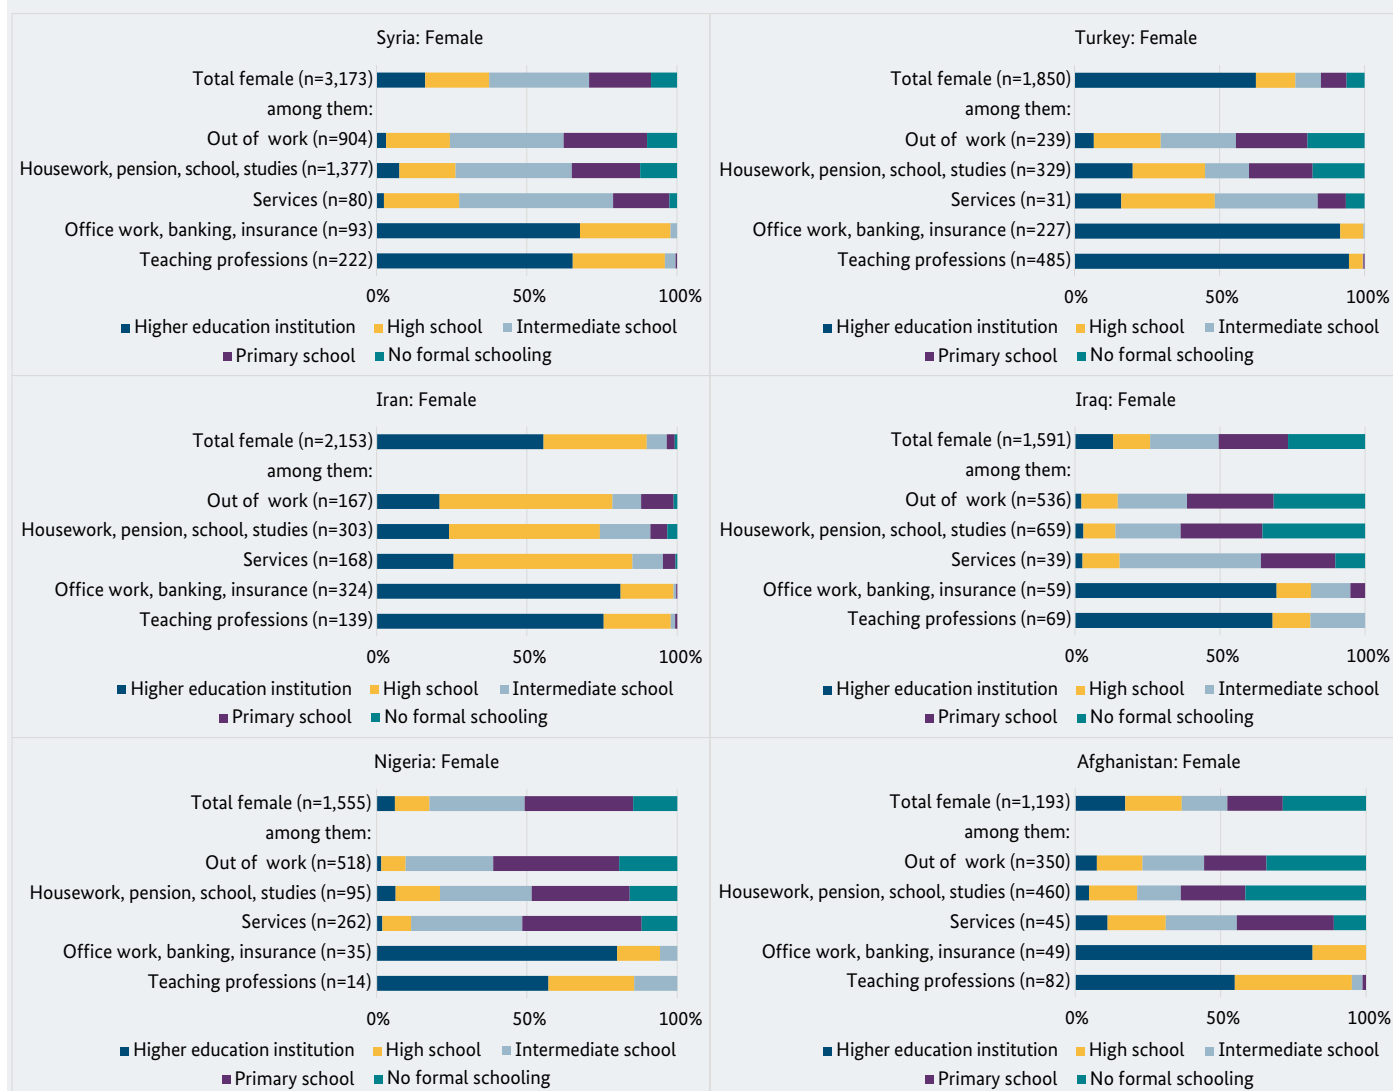 Syria: Female
Total female (n=3,173)
among them:
Out of work (n=904)
Housework, pension, school, studies (n=1,377)
Services (n=80)
Office work, banking, insurance (n=93)
Teaching professions (n=222)
0% 50% 100%
Higher education institution High school Intermediate school
Primary school No formal schooling
Turkey: Female
Total female (n=1,850)
among them:
Out of work (n=239)
Housework, pension, school, studies (n=329)
Services (n=31)
Office work, banking, insurance (n=227)
Teaching professions (n=485)
0% 50% 100%
Higher education institution High school Intermediate school
Primary school No formal schooling
Iran: Female
Total female (n=2,153)
among them:
Out of work (n=167)
Housework, pension, school, studies (n=303)
Services (n=168)
Office work, banking, insurance (n=324)
Teaching professions (n=139)
0% 50% 100%
Higher education institution High school Intermediate school
Primary school No formal schooling
Iraq: Female
Total female (n=1,591)
among them:
Out of work (n=536)
Housework, pension, school, studies (n=659)
Services (n=39)
Office work, banking, insurance (n=59)
Teaching professions (n=69)
0% 50% 100%
Higher education institution High school Intermediate school
Primary school No formal schooling
Nigeria: Female
Total female (n=1,555)
among them:
Out of work (n=518)
Housework, pension, school, studies (n=95)
Services (n=262)
Office work, banking, insurance (n=35)
Teaching professions (n=14)
0% 50% 100%
Higher education institution High school Intermediate school
Primary school No formal schooling
Afghanistan: Female
Total female (n=1,193)
among them:
Out of work (n=350)
Housework, pension, school, studies (n=460)
Services (n=45)
Office work, banking, insurance (n=49)
Teaching professions (n=82)
0% 50% 100%
Higher education institution High school Intermediate school
Primary school No formal schooling